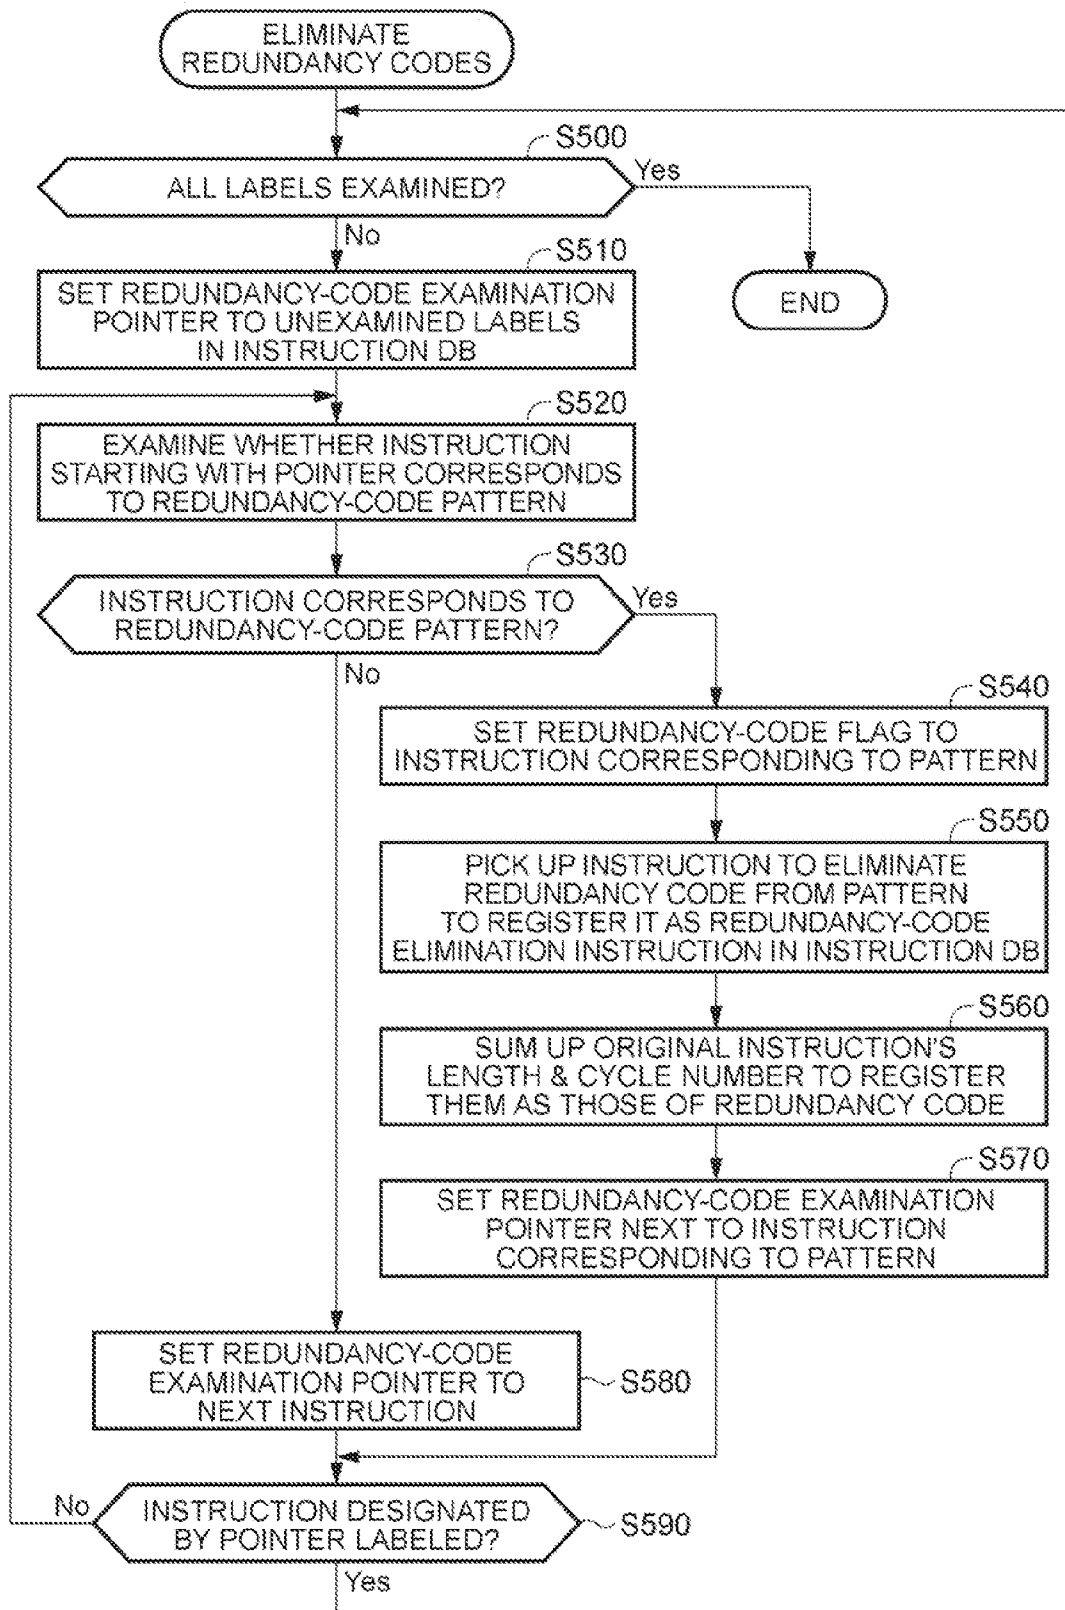 ELIMINATE
REDUNDANCY CODES
S500
ALL LABELS EXAMINED?
Yes
No
S510
SET REDUNDANCY-CODE EXAMINATION
POINTER TO UNEXAMINED LABELS
IN INSTRUCTION DB
END
S520
EXAMINE WHETHER INSTRUCTION
STARTING WITH POINTER CORRESPONDS
TO REDUNDANCY-CODE PATTERN
S530
INSTRUCTION CORRESPONDS TO
REDUNDANCY-CODE PATTERN?
Yes
No
S540
SET REDUNDANCY-CODE FLAG TO
INSTRUCTION CORRESPONDING TO PATTERN
S550
PICK UP INSTRUCTION TO ELIMINATE
REDUNDANCY CODE FROM PATTERN
TO REGISTER IT AS REDUNDANCY-CODE
ELIMINATION INSTRUCTION IN INSTRUCTION DB
S560
SUM UP ORIGINAL INSTRUCTION'S
LENGTH & CYCLE NUMBER TO REGISTER
THEM AS THOSE OF REDUNDANCY CODE
S570
SET REDUNDANCY-CODE EXAMINATION
POINTER NEXT TO INSTRUCTION
CORRESPONDING TO PATTERN
SET REDUNDANCY-CODE
EXAMINATION POINTER TO
NEXT INSTRUCTION
S580
No
INSTRUCTION DESIGNATED
BY POINTER LABELED?
S590
Yes